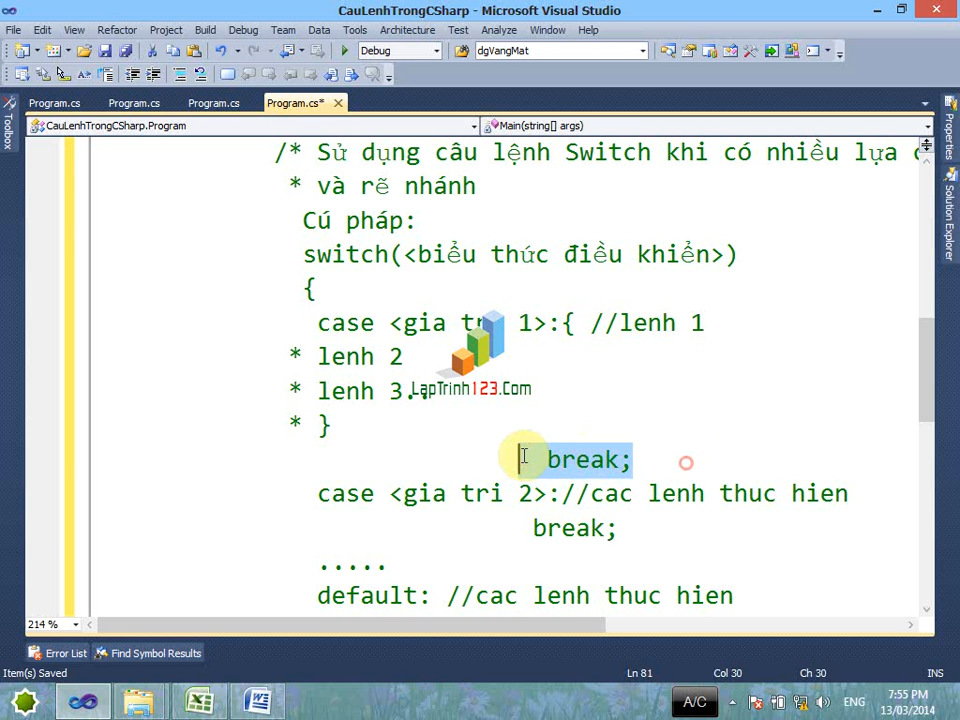 CauLenhTrongCSharp - Microsoft Visual Studio
File Edit View Refactor Project Build Debug Team Data Tools Architecture Test Analyze Window Help
Debug dgVangMat
Program.cs Program.cs Program.cs Program.cs*
CauLenhTrongCSharp.Program Main(string[] args)
Toolbox
Properties
Solution Explorer
/* Sử dụng câu lệnh Switch khi có nhiều lựa
* và rẽ nhánh
Cú pháp:
switch(<biểu thức điều khiển>)
{
case <gia tri 1>:{ //lenh 1
* lenh 2
* lenh 3..
LapTrinh123.Com
* }
break;
case <gia tri 2>://cac lenh thuc hien
break;
.....
default: //cac lenh thuc hien
214 %
Error List Find Symbol Results
Item(s) Saved Ln 81 Col 30 Ch 30 INS
A/C ENG 7:55 PM
13/03/2014